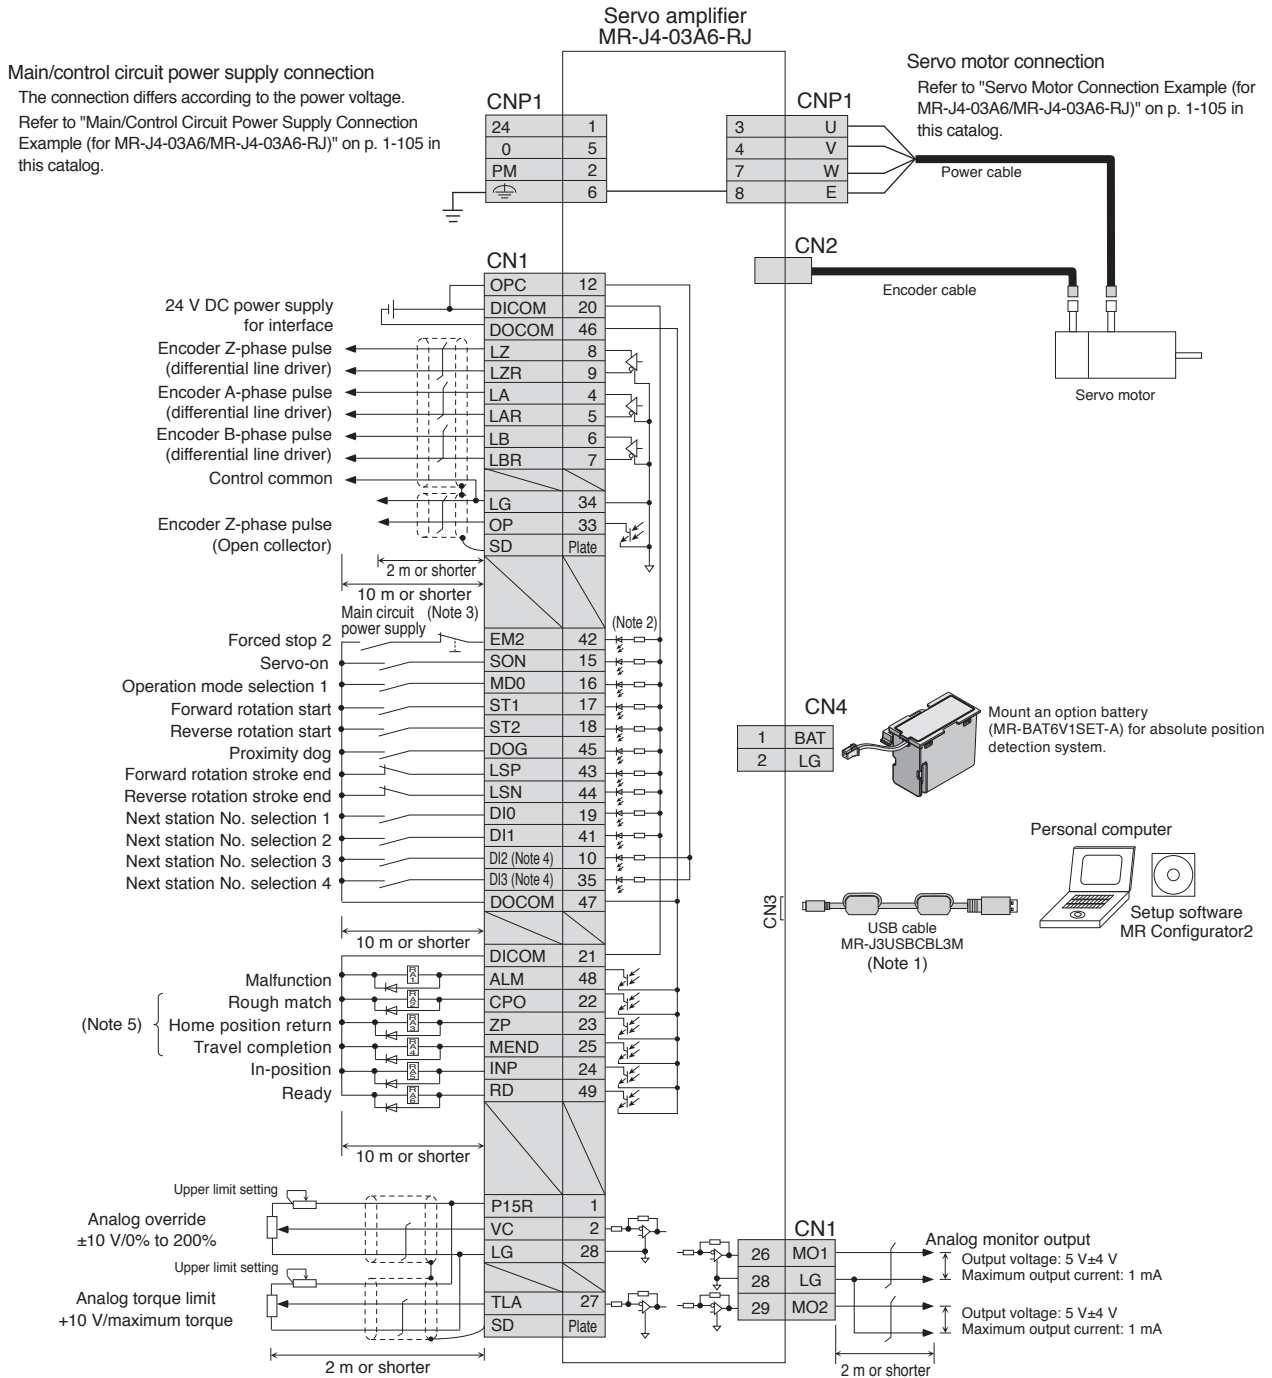 Servo amplifier
MR-J4-03A6-RJ
Main/control circuit power supply connection
The connection differs according to the power voltage.
Refer to "Main/Control Circuit Power Supply Connection
Example (for MR-J4-03A6/MR-J4-03A6-RJ)" on p. 1-105 in
this catalog.
Servo motor connection
Refer to "Servo Motor Connection Example (for
MR-J4-03A6/MR-J4-03A6-RJ)" on p. 1-105 in
this catalog.
CNP1
24 1
0 5
PM 2
6
CNP1
3 U
4 V
7 W
8 E
Power cable
CN2
Encoder cable
Servo motor
CN1
OPC 12
DICOM 20
DOCOM 46
LZ 8
LZR 9
LA 4
LAR 5
LB 6
LBR 7
LG 34
OP 33
SD Plate
24 V DC power supply
for interface
Encoder Z-phase pulse
(differential line driver)
Encoder A-phase pulse
(differential line driver)
Encoder B-phase pulse
(differential line driver)
Control common
Encoder Z-phase pulse
(Open collector)
2 m or shorter
10 m or shorter
Main circuit
power supply
(Note 3)
(Note 2)
Forced stop 2 EM2 42
Servo-on SON 15
Operation mode selection 1 MD0 16
Forward rotation start ST1 17
Reverse rotation start ST2 18
Proximity dog DOG 45
Forward rotation stroke end LSP 43
Reverse rotation stroke end LSN 44
Next station No. selection 1 DI0 19
Next station No. selection 2 DI1 41
Next station No. selection 3 DI2 (Note 4) 10
Next station No. selection 4 DI3 (Note 4) 35
DOCOM 47
10 m or shorter
DICOM 21
Malfunction RA1 ALM 48
Rough match RA2 CPO 22
(Note 5) Home position return RA3 ZP 23
Travel completion RA4 MEND 25
In-position RA5 INP 24
Ready RA6 RD 49
10 m or shorter
CN4
1 BAT
2 LG
Mount an option battery
(MR-BAT6V1SET-A) for absolute position
detection system.
Personal computer
CN3
USB cable
MR-J3USBCBL3M
(Note 1)
Setup software
MR Configurator2
Upper limit setting
Analog override
±10 V/0% to 200%
P15R 1
VC 2
LG 28
Upper limit setting
Analog torque limit
+10 V/maximum torque
TLA 27
SD Plate
2 m or shorter
CN1
26 MO1
28 LG
29 MO2
Analog monitor output
Output voltage: 5 V±4 V
Maximum output current: 1 mA
Output voltage: 5 V±4 V
Maximum output current: 1 mA
2 m or shorter